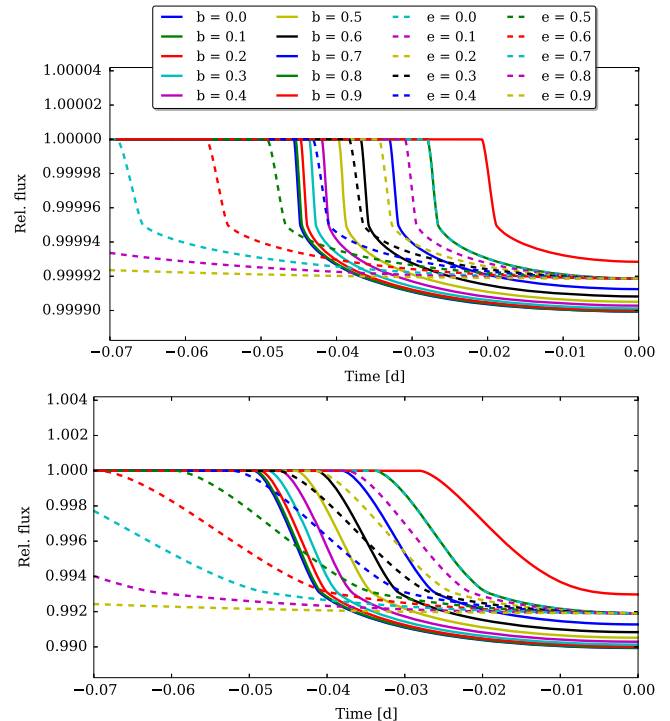 b = 0.0 b = 0.5 e = 0.0 e = 0.5
b = 0.1 b = 0.6 e = 0.1 e = 0.6
b = 0.2 b = 0.7 e = 0.2 e = 0.7
b = 0.3 b = 0.8 e = 0.3 e = 0.8
b = 0.4 b = 0.9 e = 0.4 e = 0.9
1.00004
1.00002
1.00000
0.99998
0.99996
0.99994
0.99992
0.99990
Rel. flux
−0.07 −0.06 −0.05 −0.04 −0.03 −0.02 −0.01 0.00
Time [d]
1.004
1.002
1.000
0.998
0.996
0.994
0.992
0.990
Rel. flux
−0.07 −0.06 −0.05 −0.04 −0.03 −0.02 −0.01 0.00
Time [d]